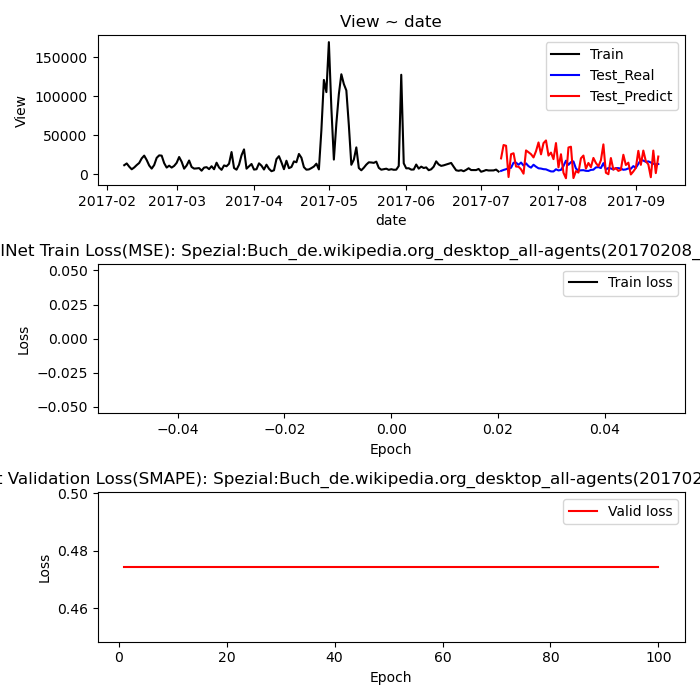 View ~ date
150000
100000
50000
0
View
Train
Test_Real
Test_Predict
2017-02 2017-03 2017-04 2017-05 2017-06 2017-07 2017-08 2017-09
date
Net Train Loss(MSE): Spezial:Buch_de.wikipedia.org_desktop_all-agents(20170208_
0.050
0.025
0.000
−0.025
−0.050
Loss
Train loss
−0.04 −0.02 0.00 0.02 0.04
Epoch
t Validation Loss(SMAPE): Spezial:Buch_de.wikipedia.org_desktop_all-agents(201702
0.50
0.48
0.46
Loss
Valid loss
0 20 40 60 80 100
Epoch